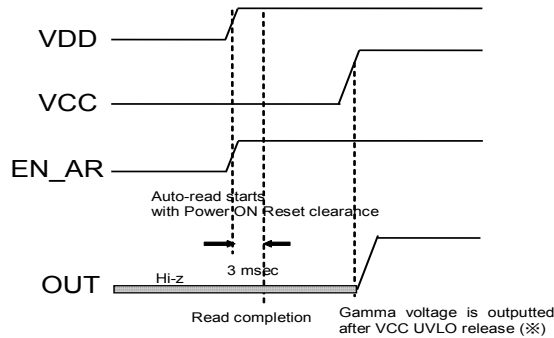 VDD
VCC
EN_AR
Auto-read starts
with Power ON Reset clearance
3 msec
Hi-z
OUT
Read completion
Gamma voltage is outputted
after VCC UVLO release (※)